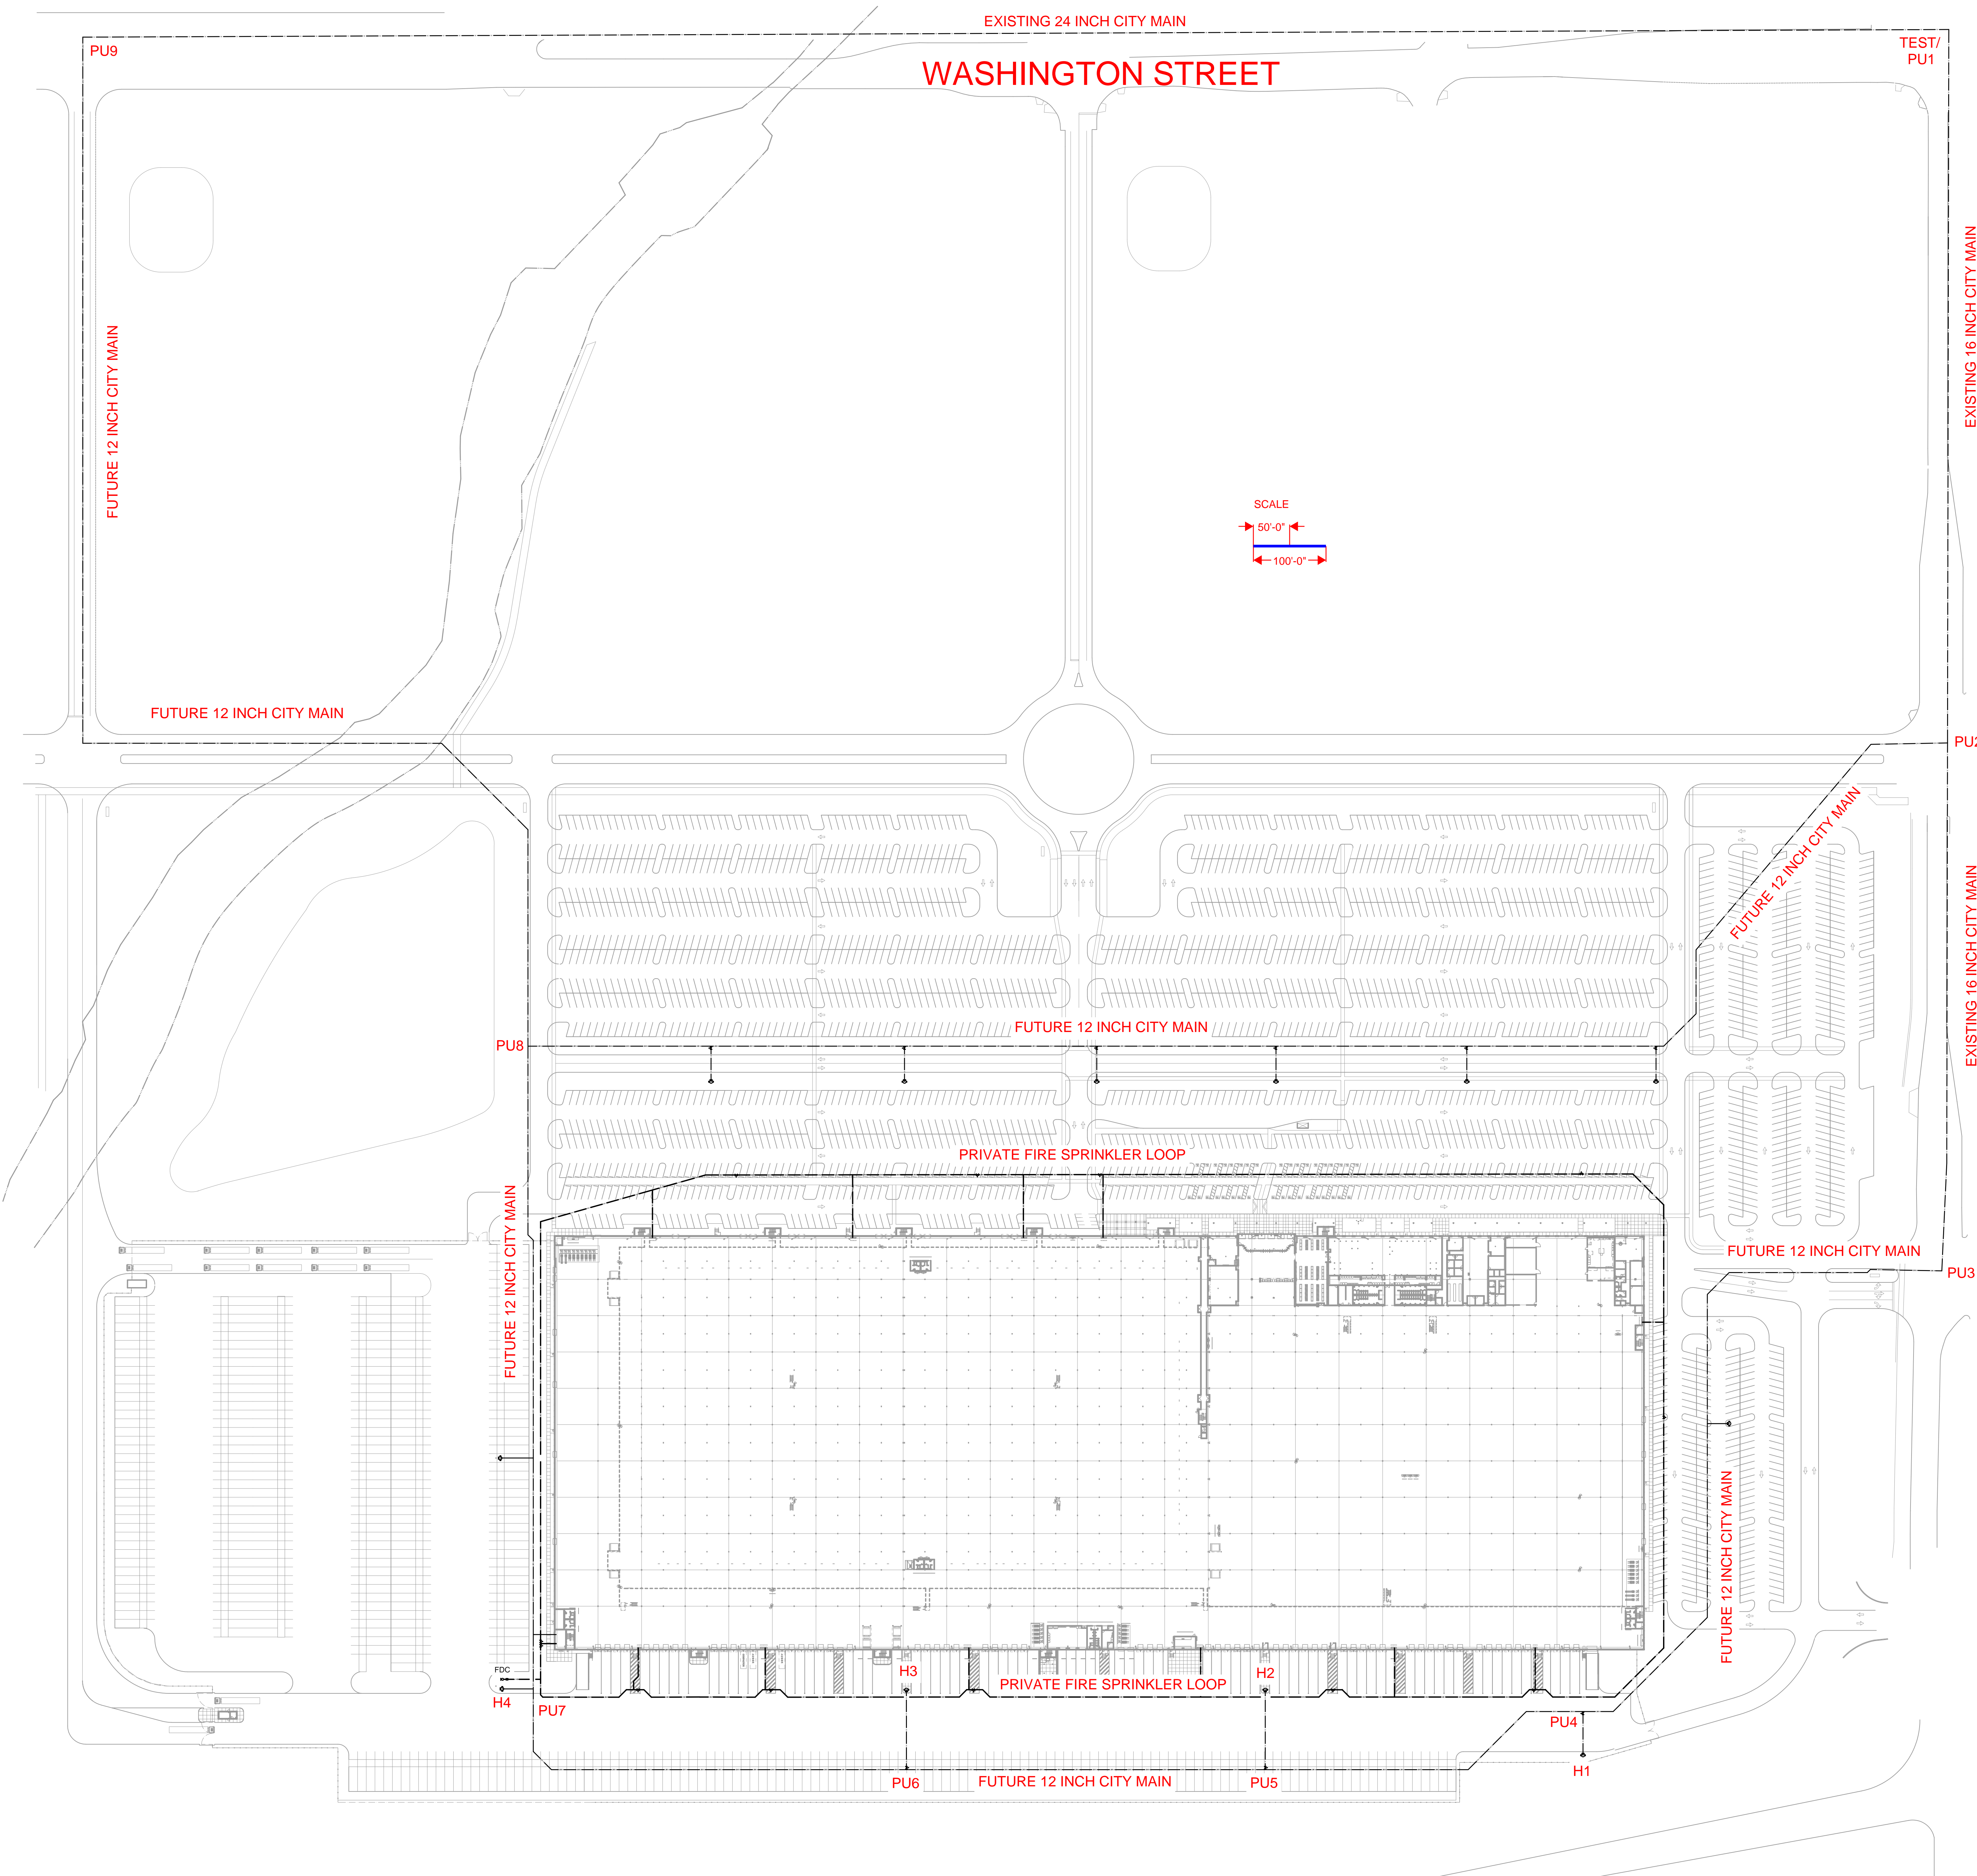 EXISTING 24 INCH CITY MAIN
PU9
TEST/
PU1
WASHINGTON STREET
EXISTING 16 INCH CITY MAIN
FUTURE 12 INCH CITY MAIN
SCALE
50'-0"
100'-0"
FUTURE 12 INCH CITY MAIN
PU2
FUTURE 12 INCH CITY MAIN
EXISTING 16 INCH CITY MAIN
FUTURE 12 INCH CITY MAIN
PU8
PRIVATE FIRE SPRINKLER LOOP
FUTURE 12 INCH CITY MAIN
FUTURE 12 INCH CITY MAIN
PU3
FUTURE 12 INCH CITY MAIN
FDC
H3
H2
PRIVATE FIRE SPRINKLER LOOP
H4
PU7
PU4
H1
PU6
FUTURE 12 INCH CITY MAIN
PU5